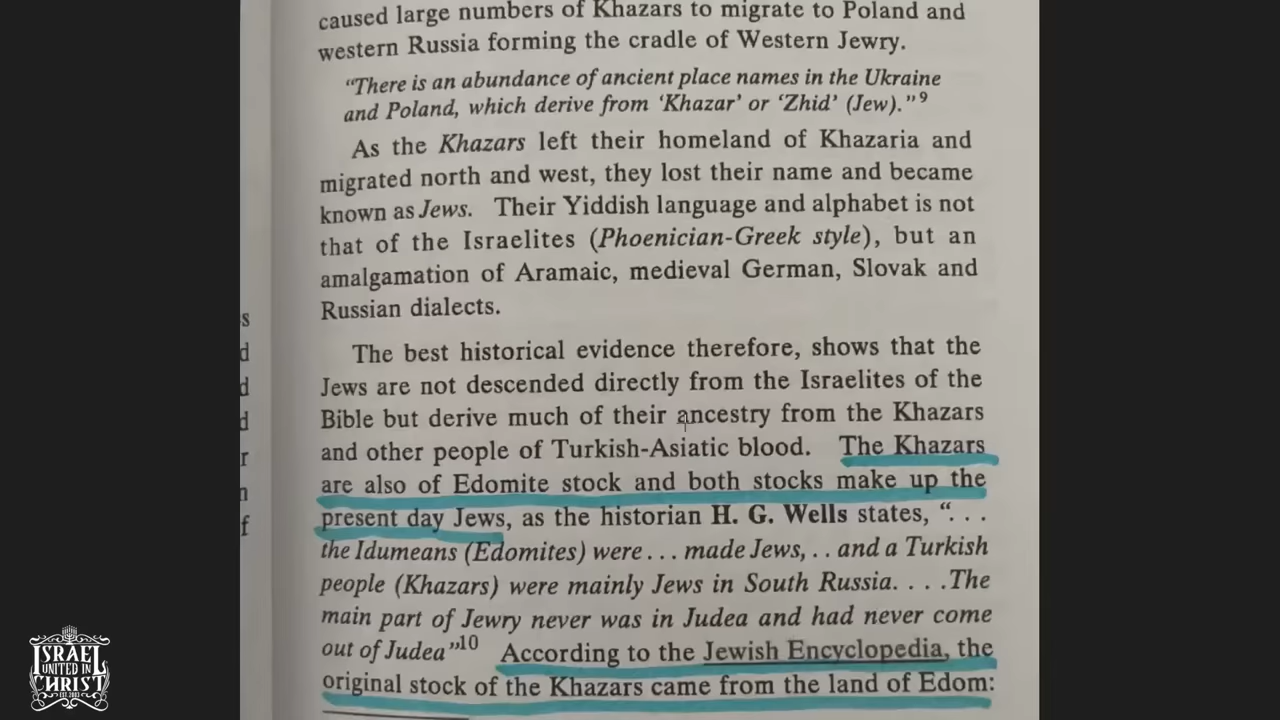 caused large numbers of Khazars to migrate to Poland and
western Russia forming the cradle of Western Jewry.
“There is an abundance of ancient place names in the Ukraine
and Poland, which derive from ‘Khazar’ or ‘Zhid’ (Jew).”9
As the Khazars left their homeland of Khazaria and
migrated north and west, they lost their name and became
known as Jews. Their Yiddish language and alphabet is not
that of the Israelites (Phoenician-Greek style), but an
amalgamation of Aramaic, medieval German, Slovak and
Russian dialects.
The best historical evidence therefore, shows that the
Jews are not descended directly from the Israelites of the
Bible but derive much of their ancestry from the Khazars
and other people of Turkish-Asiatic blood. The Khazars
are also of Edomite stock and both stocks make up the
present day Jews, as the historian H. G. Wells states, “. . .
the Idumeans (Edomites) were . . . made Jews, . . and a Turkish
people (Khazars) were mainly Jews in South Russia. . . .The
main part of Jewry never was in Judea and had never come
out of Judea”10 According to the Jewish Encyclopedia, the
original stock of the Khazars came from the land of Edom:
s
d
d
d
r
n
f
ISRAEL
UNITED IN
CHRIST
EST. 2003